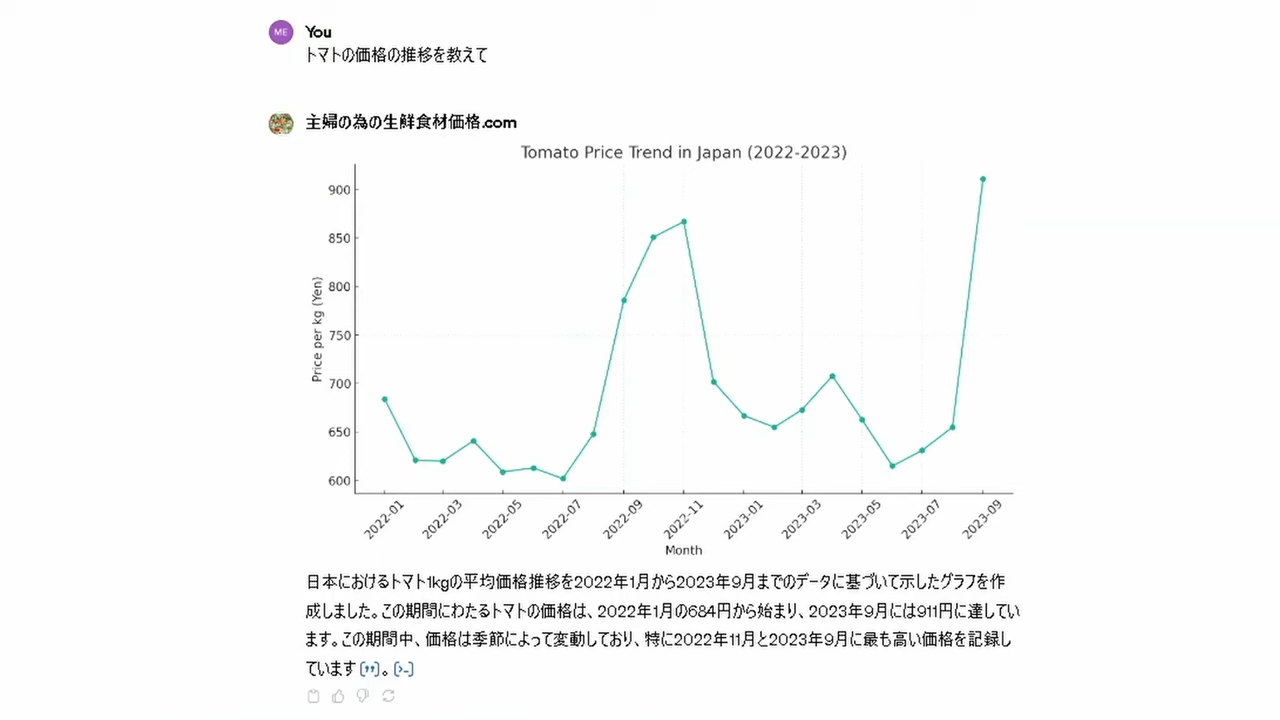 ME
You
トマトの価格の推移を教えて
主婦の為の生鮮食材価格.com
Tomato Price Trend in Japan (2022-2023)
900
850
800
750
700
650
600
Price per kg (Yen)
2022-01
2022-03
2022-05
2022-07
2022-09
2022-11
2023-01
2023-03
2023-05
2023-07
2023-09
Month
日本におけるトマト1kgの平均価格推移を2022年1月から2023年9月までのデータに基づいて示したグラフを作
成しました。この期間にわたるトマトの価格は、2022年1月の684円から始まり、2023年9月には911円に達してい
ます。この期間中、価格は季節によって変動しており、特に2022年11月と2023年9月に最も高い価格を記録し
ています。